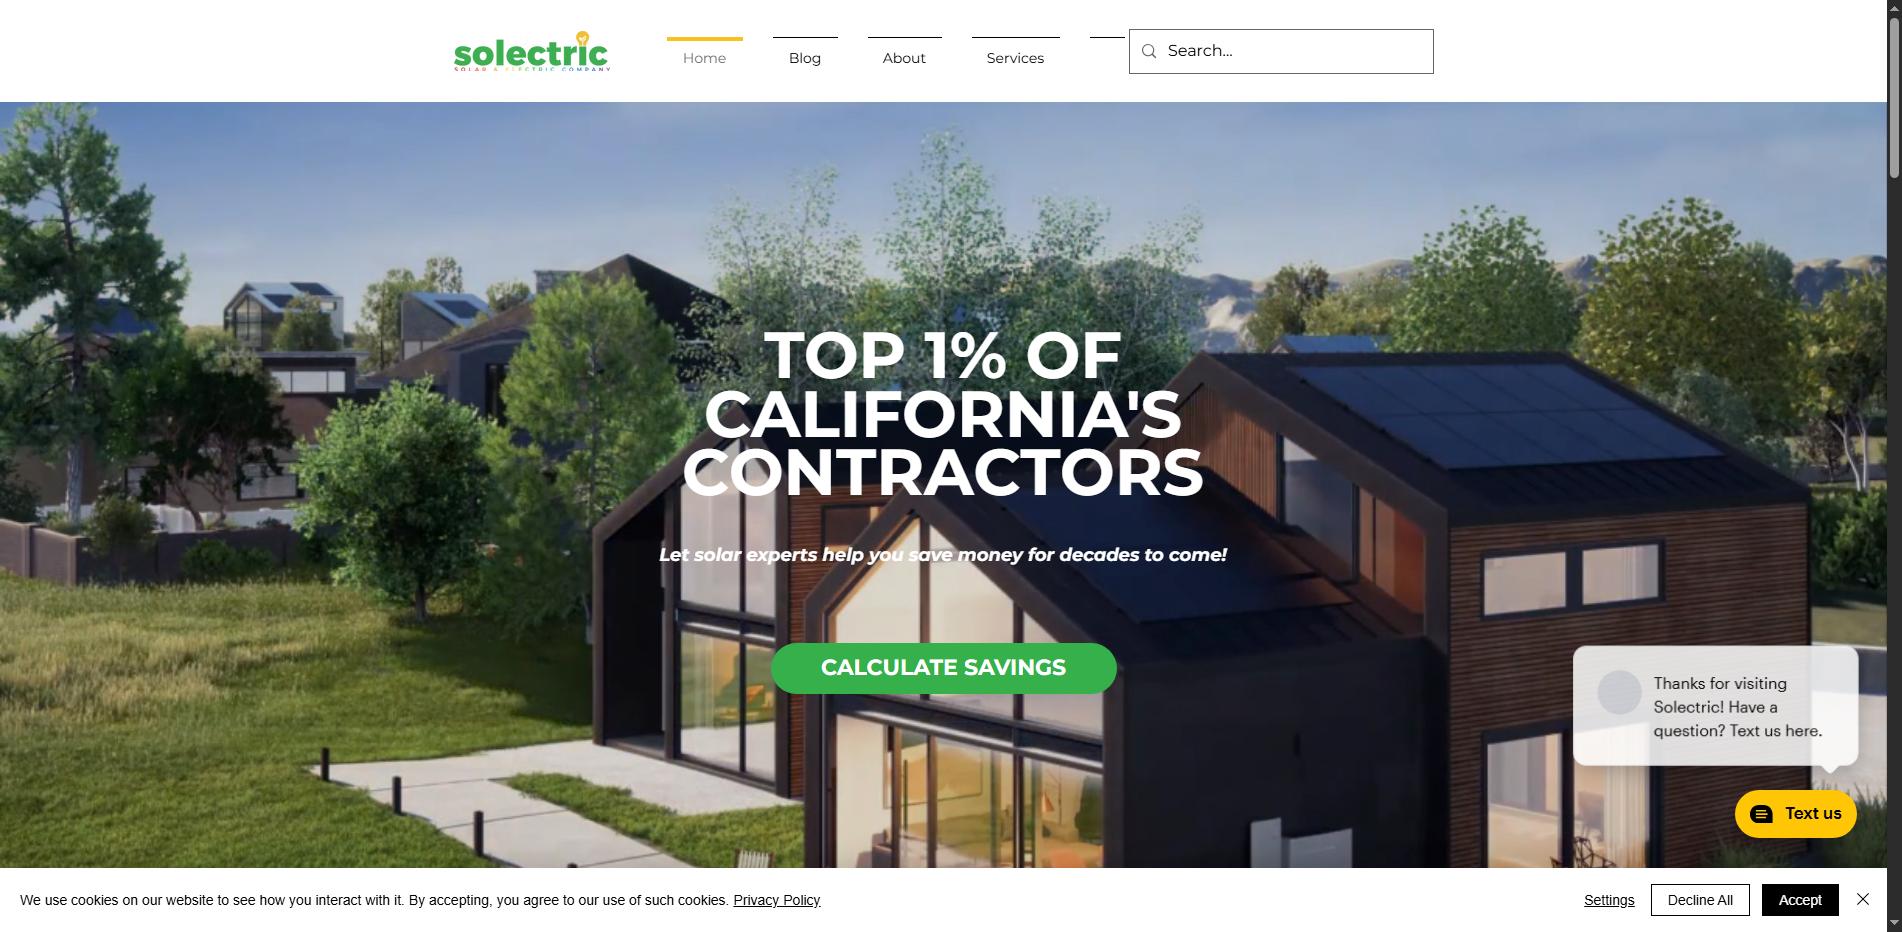 solectric
SOLAR & ELECTRIC COMPANY
Home
Blog
About
Services
Search...
TOP 1% OF
CALIFORNIA'S
CONTRACTORS
Let solar experts help you save money for decades to come!
CALCULATE SAVINGS
Thanks for visiting
Solectric! Have a
question? Text us here.
Text us
We use cookies on our website to see how you interact with it. By accepting, you agree to our use of such cookies. Privacy Policy
Settings
Decline All
Accept